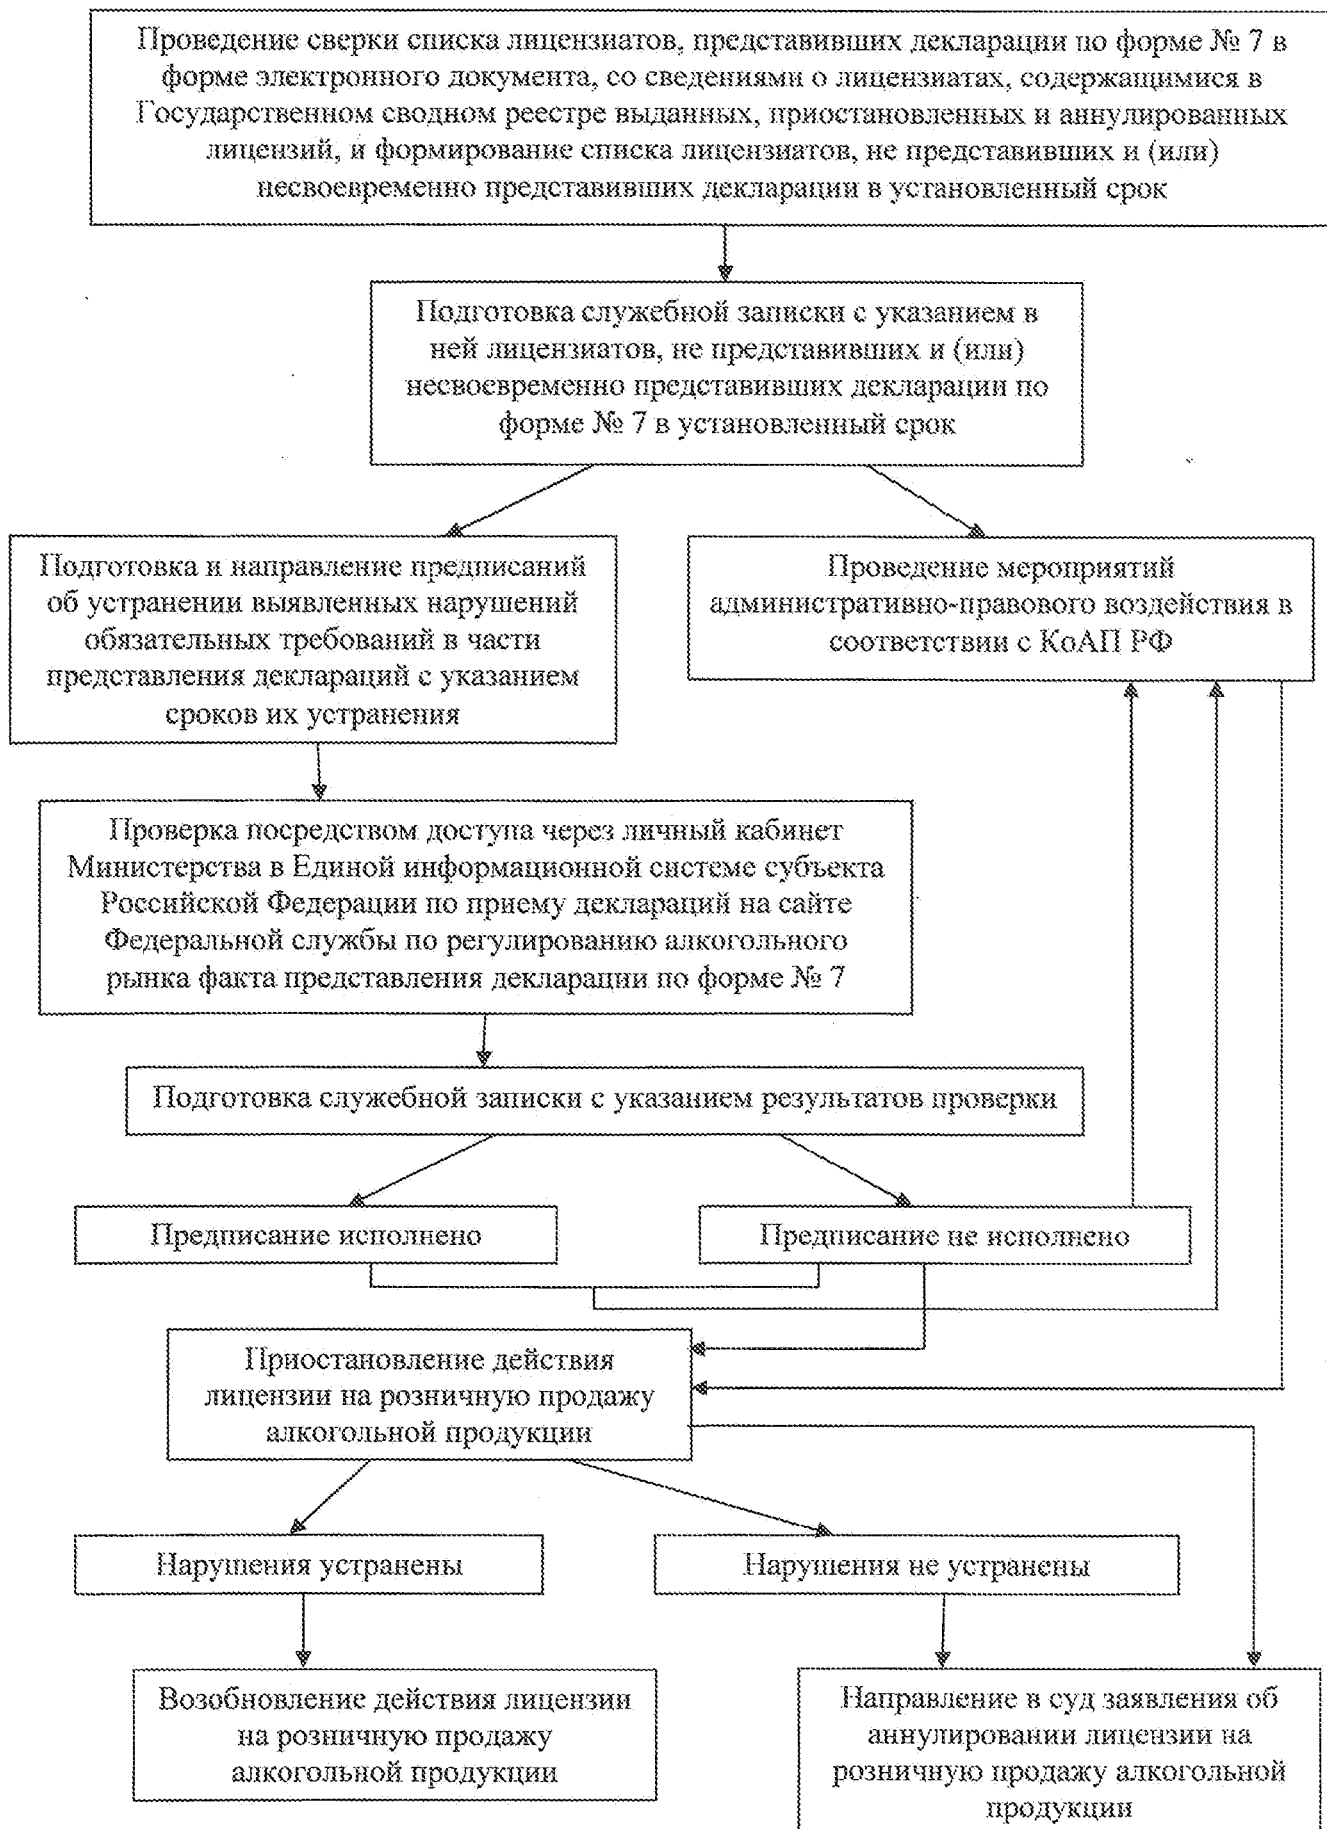 Проведение сверки списка лицензиатов, представивших декларации по форме № 7 в
форме электронного документа, со сведениями о лицензиатах, содержащимися в
Государственном сводном реестре выданных, приостановленных и аннулированных
лицензий, и формирование списка лицензиатов, не представивших и (или)
несвоевременно представивших декларации в установленный срок
Подготовка служебной записки с указанием в
ней лицензиатов, не представивших и (или)
несвоевременно представивших декларации по
форме № 7 в установленный срок
Подготовка и направление предписаний
об устранении выявленных нарушений
обязательных требований в части
представления деклараций с указанием
сроков их устранения
Проведение мероприятий
административно-правового воздействия в
соответствии с КоАП РФ
Проверка посредством доступа через личный кабинет
Министерства в Единой информационной системе субъекта
Российской Федерации по приему деклараций на сайте
Федеральной службы по регулированию алкогольного
рынка факта представления декларации по форме № 7
Подготовка служебной записки с указанием результатов проверки
Предписание исполнено
Предписание не исполнено
Приостановление действия
лицензии на розничную продажу
алкогольной продукции
Нарушения устранены
Нарушения не устранены
Возобновление действия лицензии
на розничную продажу
алкогольной продукции
Направление в суд заявления об
аннулировании лицензии на
розничную продажу алкогольной
продукции